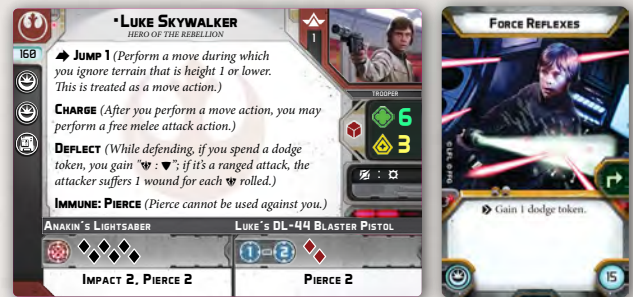 •LUKE SKYWALKER
HERO OF THE REBELLION
160
1
JUMP 1 (Perform a move during which
you ignore terrain that is height 1 or lower.
This is treated as a move action.)
CHARGE (After you perform a move action, you may
perform a free melee attack action.)
DEFLECT (While defending, if you spend a dodge
token, you gain " : "; if it's a ranged attack, the
attacker suffers 1 wound for each rolled.)
IMMUNE: PIERCE (Pierce cannot be used against you.)
TROOPER
6
3
:
ANAKIN'S LIGHTSABER
IMPACT 2, PIERCE 2
LUKE'S DL-44 BLASTER PISTOL
1-2
PIERCE 2
FORCE REFLEXES
©LFL © FFG
Gain 1 dodge token.
15